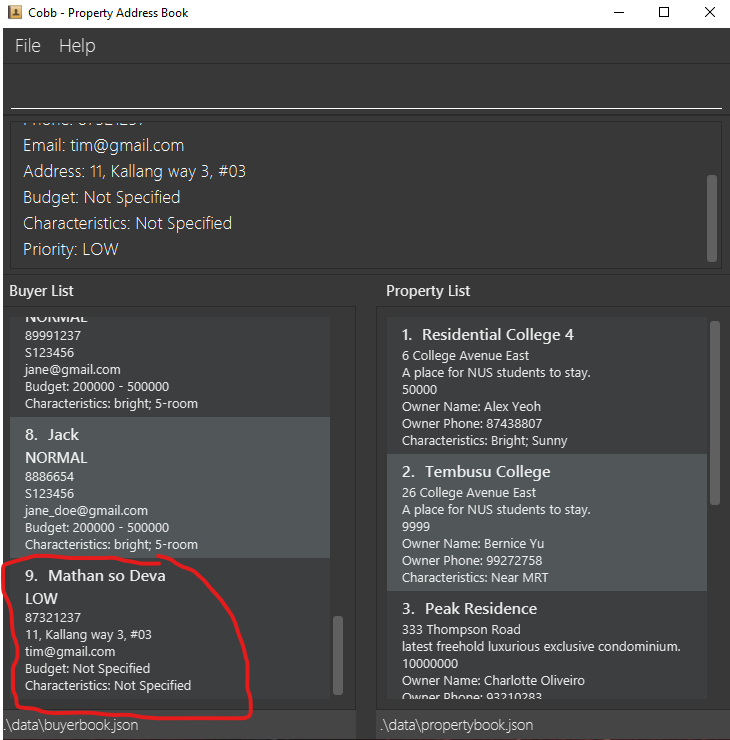 Cobb - Property Address Book
File Help
Phone: 87321237
Email: tim@gmail.com
Address: 11, Kallang way 3, #03
Budget: Not Specified
Characteristics: Not Specified
Priority: LOW
Buyer List
NORMAL
89991237
S123456
jane@gmail.com
Budget: 200000 - 500000
Characteristics: bright; 5-room
8. Jack
NORMAL
8886654
S123456
jane_doe@gmail.com
Budget: 200000 - 500000
Characteristics: bright; 5-room
9. Mathan so Deva
LOW
87321237
11, Kallang way 3, #03
tim@gmail.com
Budget: Not Specified
Characteristics: Not Specified
.\data\buyerbook.json
Property List
1. Residential College 4
6 College Avenue East
A place for NUS students to stay.
50000
Owner Name: Alex Yeoh
Owner Phone: 87438807
Characteristics: Bright; Sunny
2. Tembusu College
26 College Avenue East
A place for NUS students to stay.
9999
Owner Name: Bernice Yu
Owner Phone: 99272758
Characteristics: Near MRT
3. Peak Residence
333 Thompson Road
latest freehold luxurious exclusive condominium.
10000000
Owner Name: Charlotte Oliveiro
Owner Phone: 93210283
.\data\propertybook.json